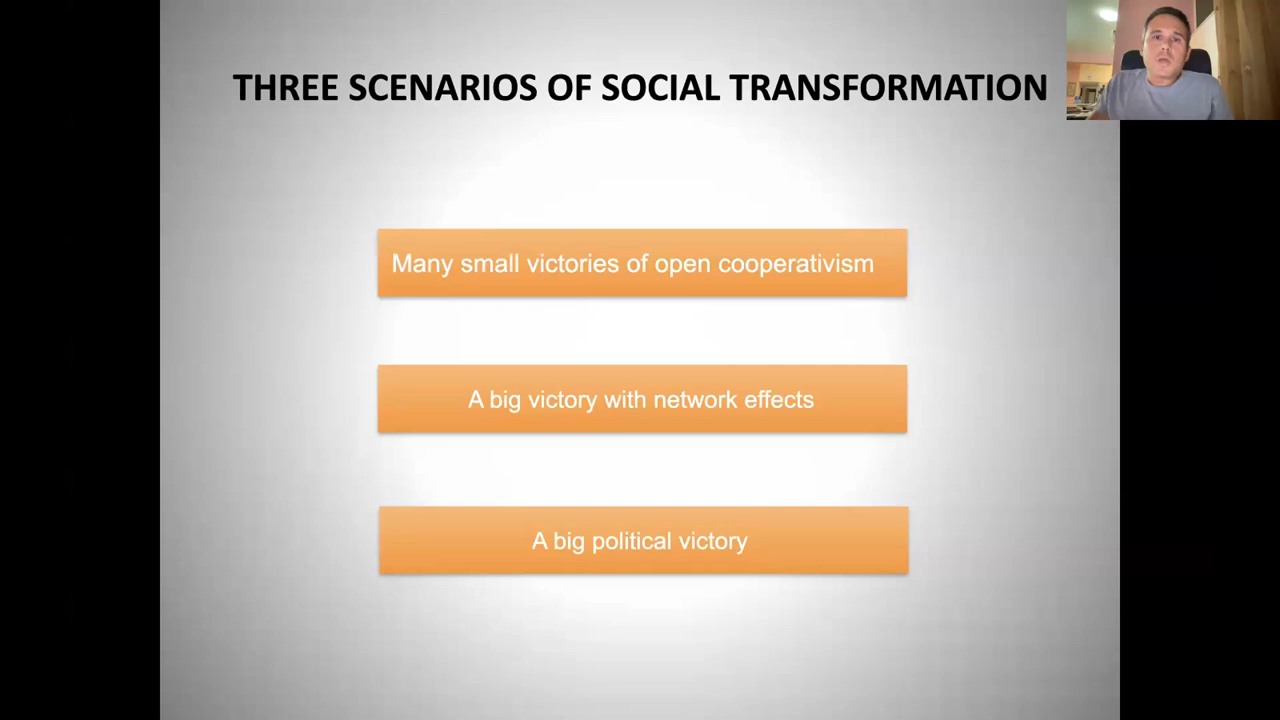 THREE SCENARIOS OF SOCIAL TRANSFORMATION
Many small victories of open cooperativism
A big victory with network effects
A big political victory